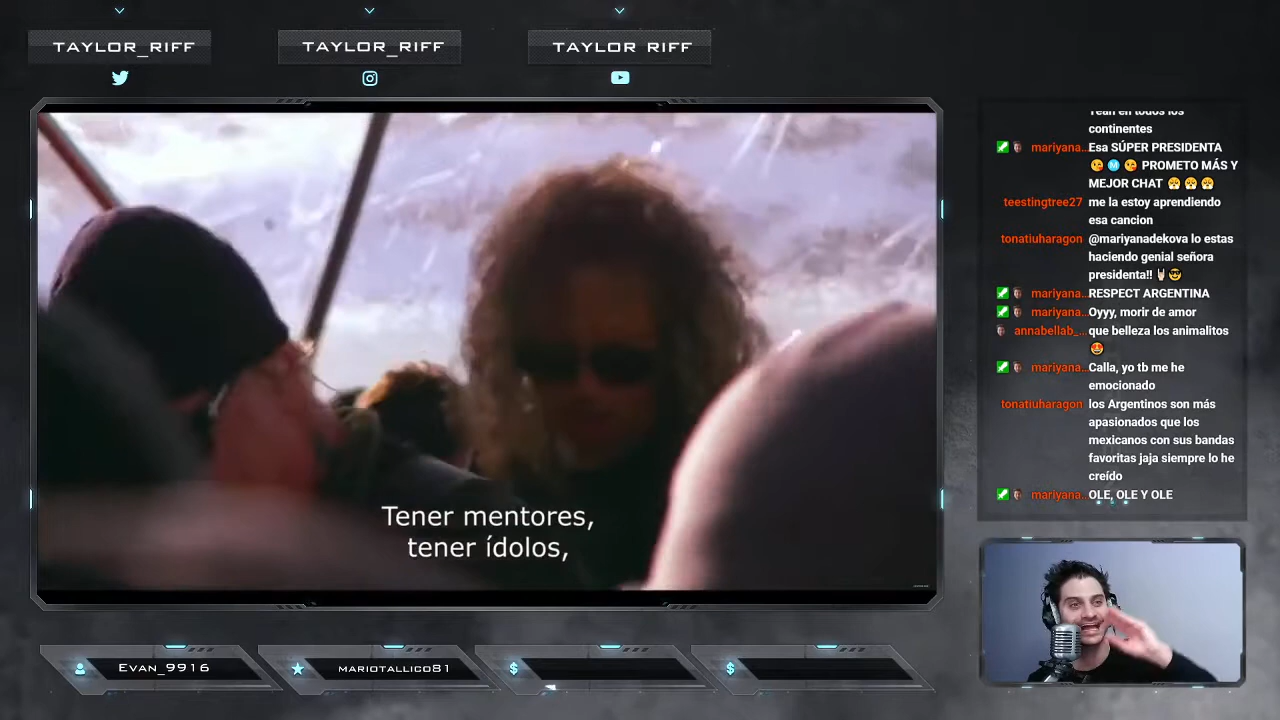 TAYLOR_RIFF
TAYLOR_RIFF
TAYLOR RIFF
continentes
mariyana... Esa SÚPER PRESIDENTA
😘 Ⓜ️ 😘 PROMETO MÁS Y
MEJOR CHAT 😤 😤 😤
teestingtree27 me la estoy aprendiendo
esa cancion
tonatiuharagon @mariyanadekova lo estas
haciendo genial señora
presidenta!! 🤘🏻 😎
mariyana... RESPECT ARGENTINA
mariyana... Oyyy, morir de amor
annabellab_... que belleza los animalitos
🤩
mariyana... Calla, yo tb me he
emocionado
tonatiuharagon los Argentinos son más
apasionados que los
mexicanos con sus bandas
favoritas jaja siempre lo he
creído
mariyana... OLE, OLE Y OLE
Tener mentores,
tener ídolos,
EVAN_9916
MARIOTALLICO81
$
$